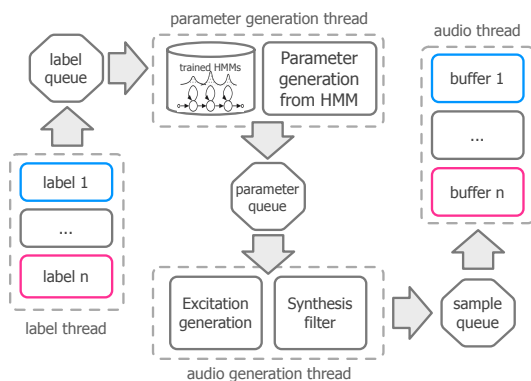 parameter generation thread
label
queue
trained HMMs
Parameter
generation
from HMM
audio thread
buffer 1
...
buffer n
label 1
...
label n
label thread
parameter
queue
Excitation
generation
Synthesis
filter
audio generation thread
sample
queue